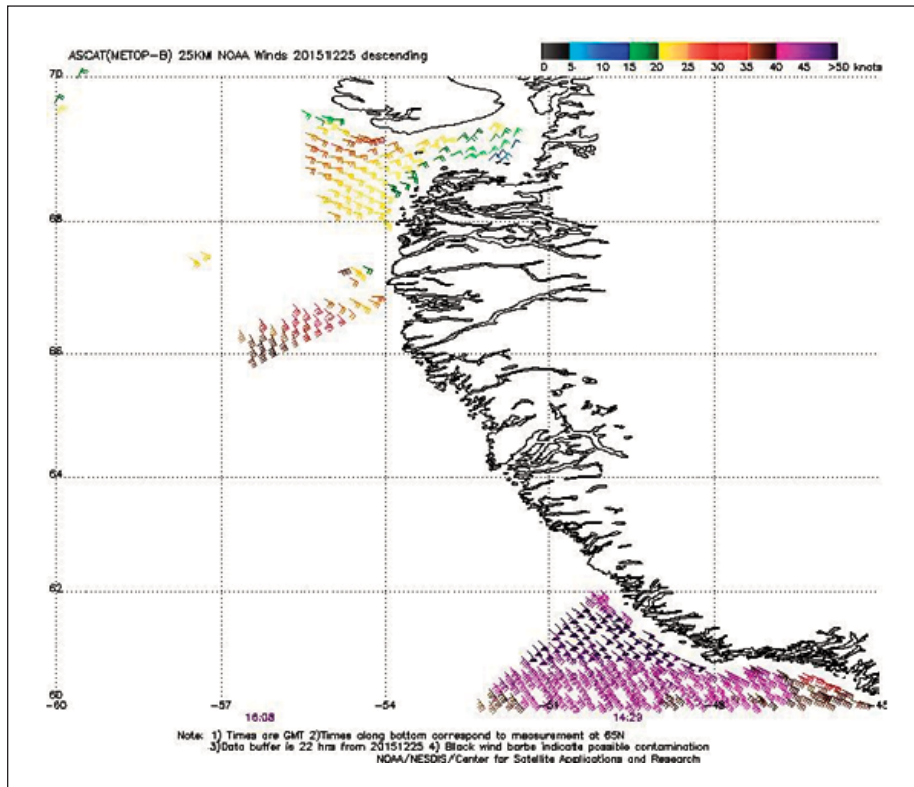 ASCAT(METOP-B) 25KM NOAA Winds 20151225 descending
0 5 10 15 20 25 30 35 40 45 >50 knots
70
68
66
64
62
60
-60 -57 -54 -51 -48 -45
16:08 14:29
Note: 1) Times are GMT 2)Times along bottom correspond to measurement at 65N
3)Data buffer is 22 hrs from 20151225 4) Black wind barbs indicate possible contamination
NOAA/NESDIS/Center for Satellite Applications and Research